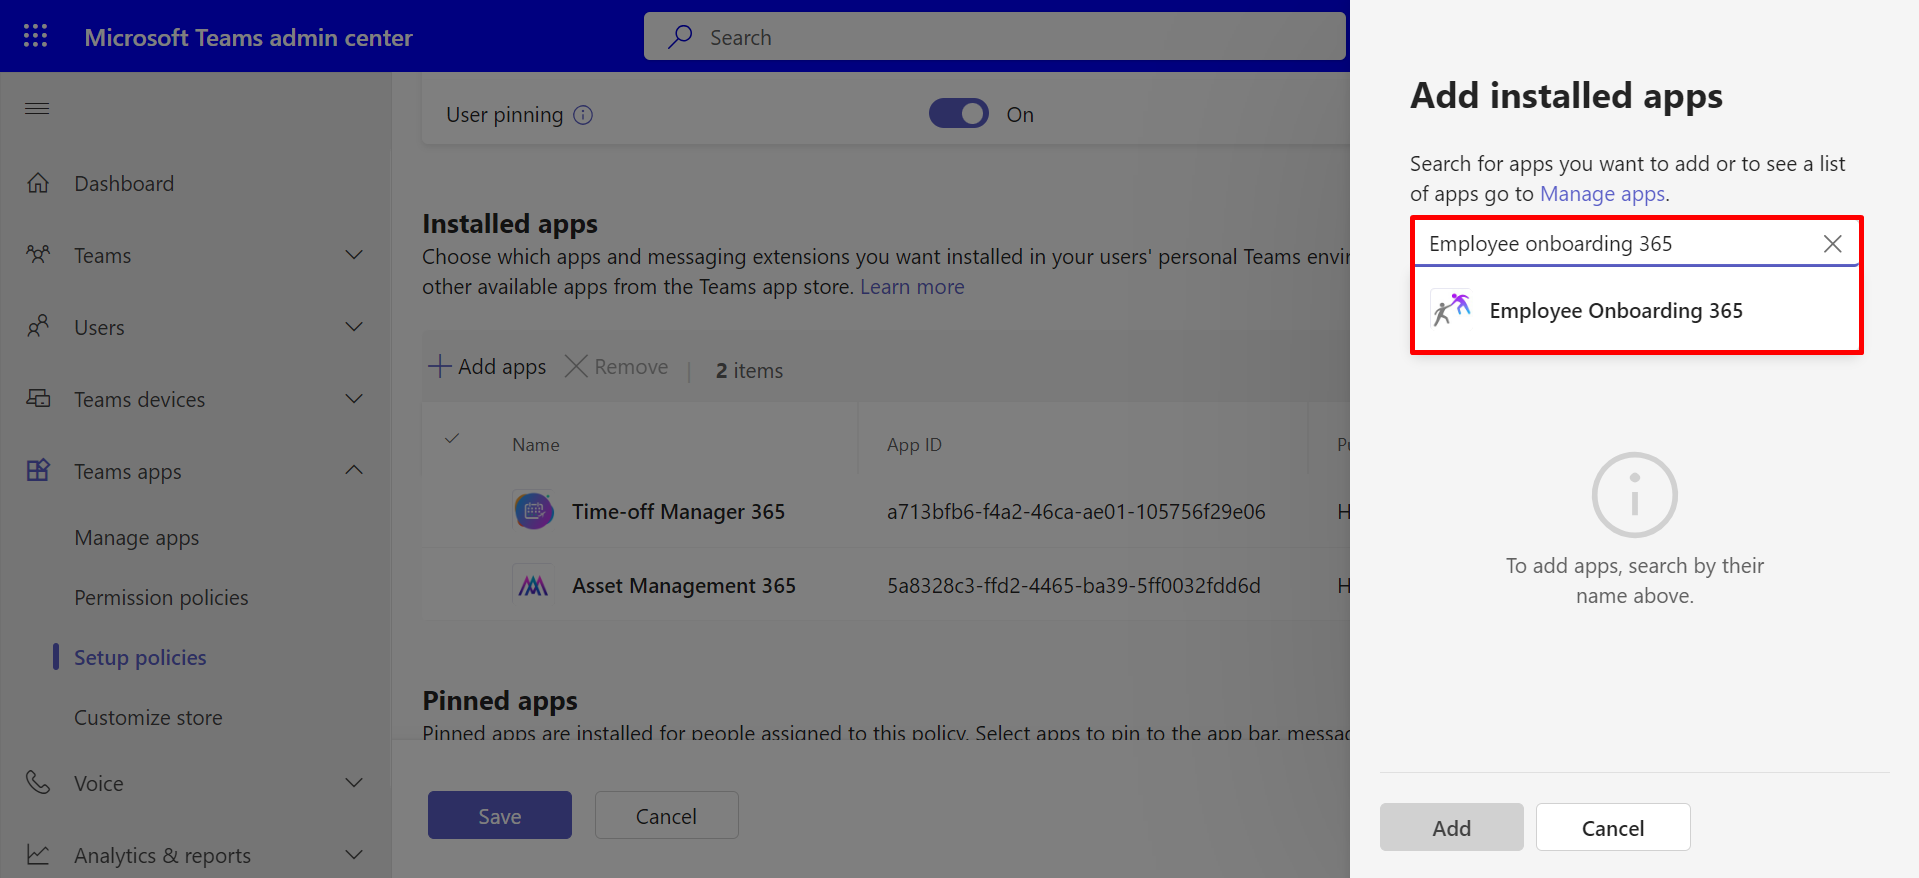 Microsoft Teams admin center
Search
Dashboard
Teams
Users
Teams devices
Teams apps
Manage apps
Permission policies
Setup policies
Customize store
Voice
Analytics & reports
User pinning
On
Installed apps
Choose which apps and messaging extensions you want installed in your users' personal Teams
other available apps from the Teams app store. Learn more
Add apps
Remove
2 items
Name
App ID
Time-off Manager 365
a713bfb6-f4a2-46ca-ae01-105756f29e06
Asset Management 365
5a8328c3-ffd2-4465-ba39-5ff0032fdd6d
Pinned apps
Pinned apps are installed for people assigned to this policy. Select apps to pin to the app bar,
Save
Cancel
Add installed apps
Search for apps you want to add or to see a list
of apps go to Manage apps.
Employee onboarding 365
Employee Onboarding 365
To add apps, search by their
name above.
Add
Cancel